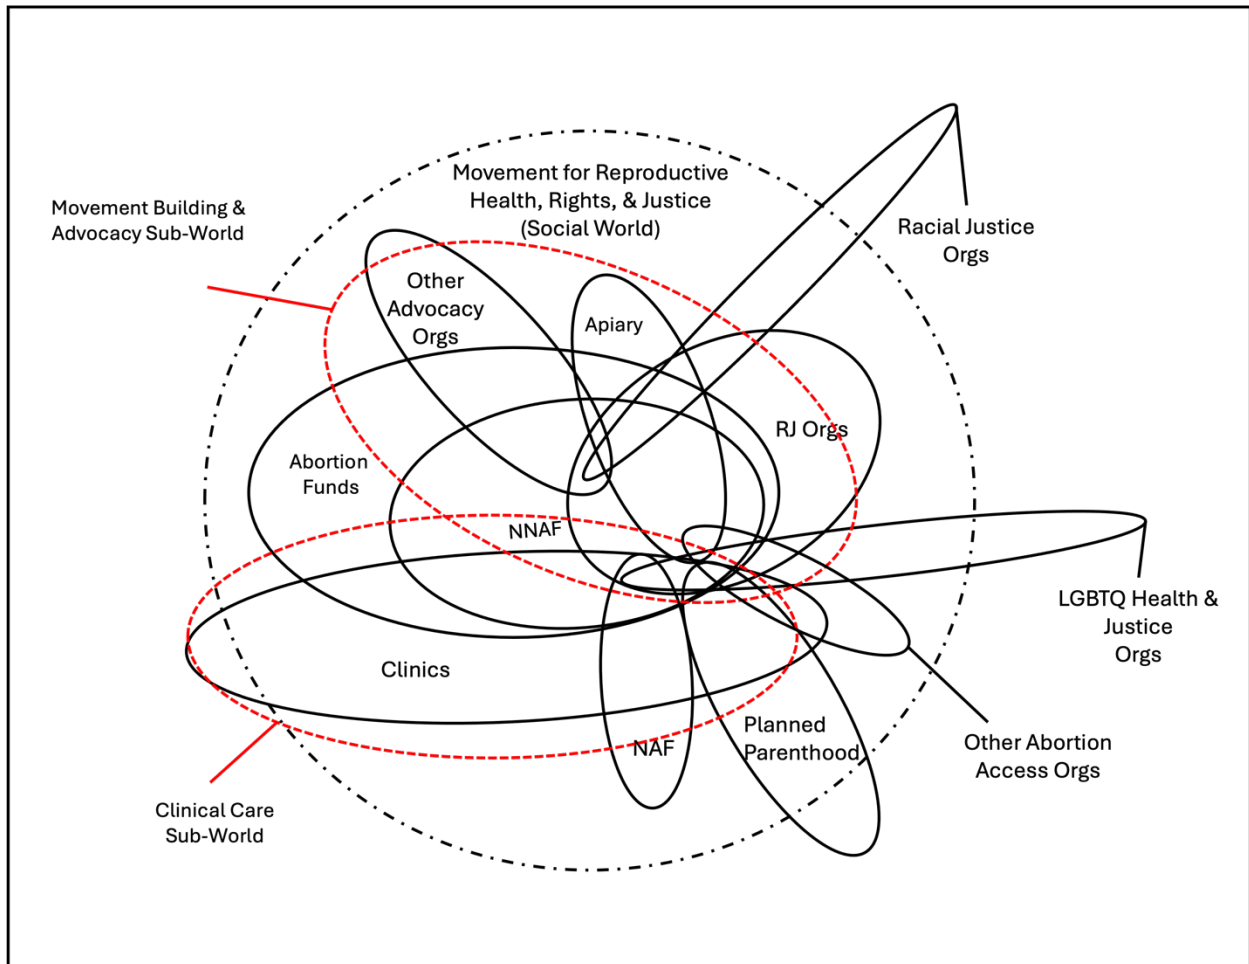 Movement for Reproductive
Health, Rights, & Justice
(Social World)
Movement Building &
Advocacy Sub-World
Racial Justice
Orgs
Other
Advocacy
Orgs
Apiary
RJ Orgs
Abortion
Funds
NNAF
LGBTQ Health &
Justice
Orgs
Clinics
NAF
Planned
Parenthood
Other Abortion
Access Orgs
Clinical Care
Sub-World